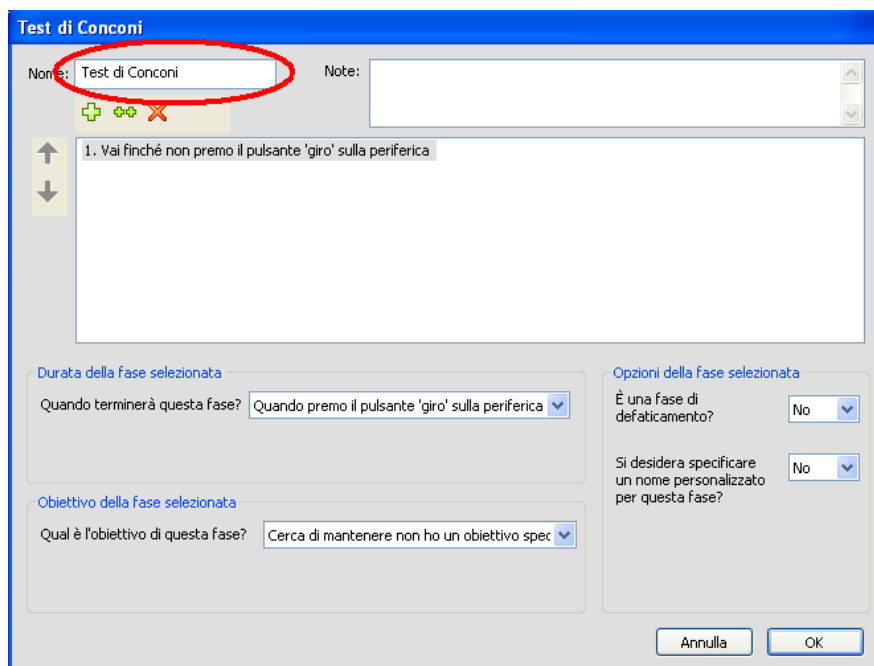 Test di Conconi
Nome: Test di Conconi
Note:
1. Vai finché non premo il pulsante 'giro' sulla periferica
Durata della fase selezionata
Quando terminerà questa fase? Quando premo il pulsante 'giro' sulla periferica
Opzioni della fase selezionata
È una fase di
defaticamento?
No
Si desidera specificare
un nome personalizzato
per questa fase?
No
Obiettivo della fase selezionata
Qual è l'obiettivo di questa fase? Cerca di mantenere non ho un obiettivo spec
Annulla
OK